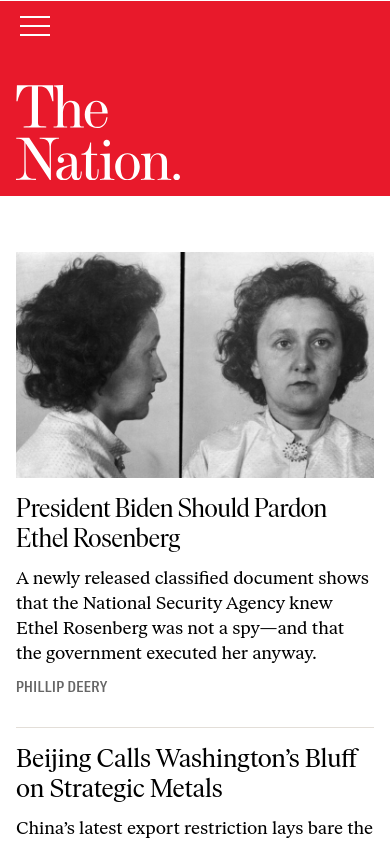 The
Nation.
President Biden Should Pardon
Ethel Rosenberg
A newly released classified document shows
that the National Security Agency knew
Ethel Rosenberg was not a spy—and that
the government executed her anyway.
PHILLIP DEERY
Beijing Calls Washington’s Bluff
on Strategic Metals
China’s latest export restriction lays bare the